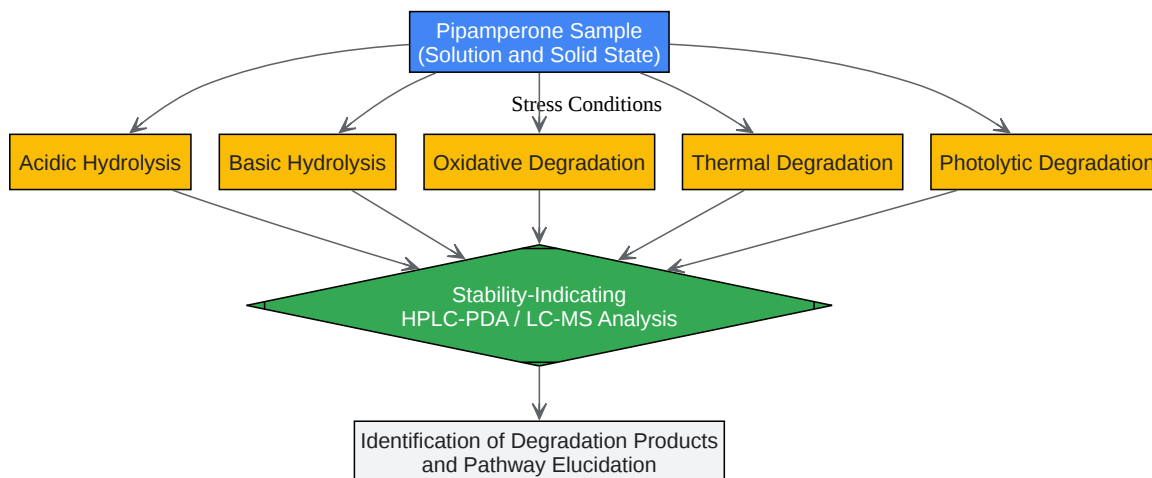 Pipamperone Sample
(Solution and Solid State)
Stress Conditions
Acidic Hydrolysis
Basic Hydrolysis
Oxidative Degradation
Thermal Degradation
Photolytic Degradation
Stability-Indicating
HPLC-PDA / LC-MS Analysis
Identification of Degradation Products
and Pathway Elucidation